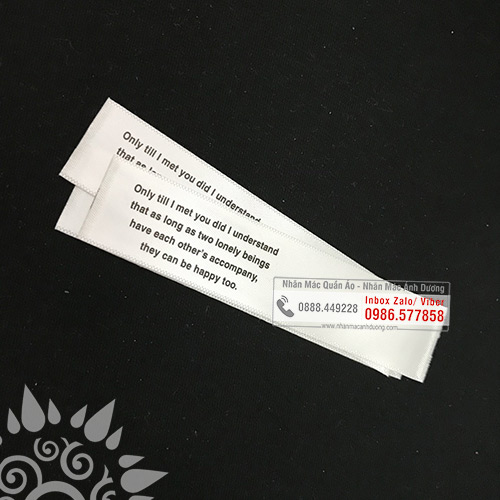 Only till I met you did I understand
that as
Only till I met you did I understand
that as long as two lonely beings
have each other's accompany,
they can be happy too.
Nhãn Mác Quần Áo - Nhãn Mác Ánh Dương
0888.449228
Inbox Zalo/ Viber
0986.577858
www.nhanmacanhduong.com